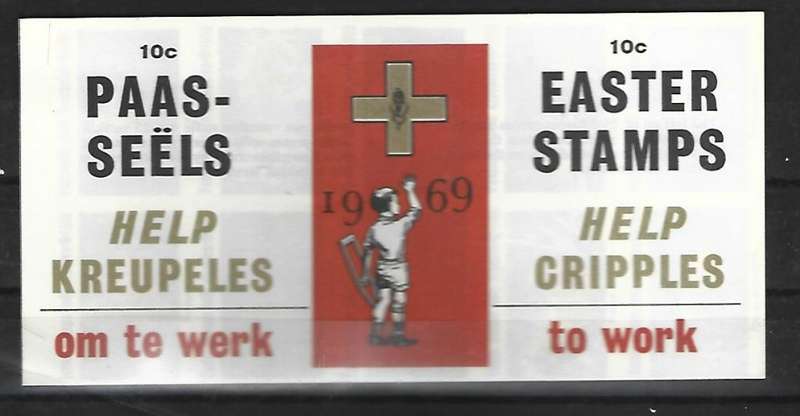 10c
PAAS-
SEËLS
HELP
KREUPELES
om te werk
1969
10c
EASTER
STAMPS
HELP
CRIPPLES
to work